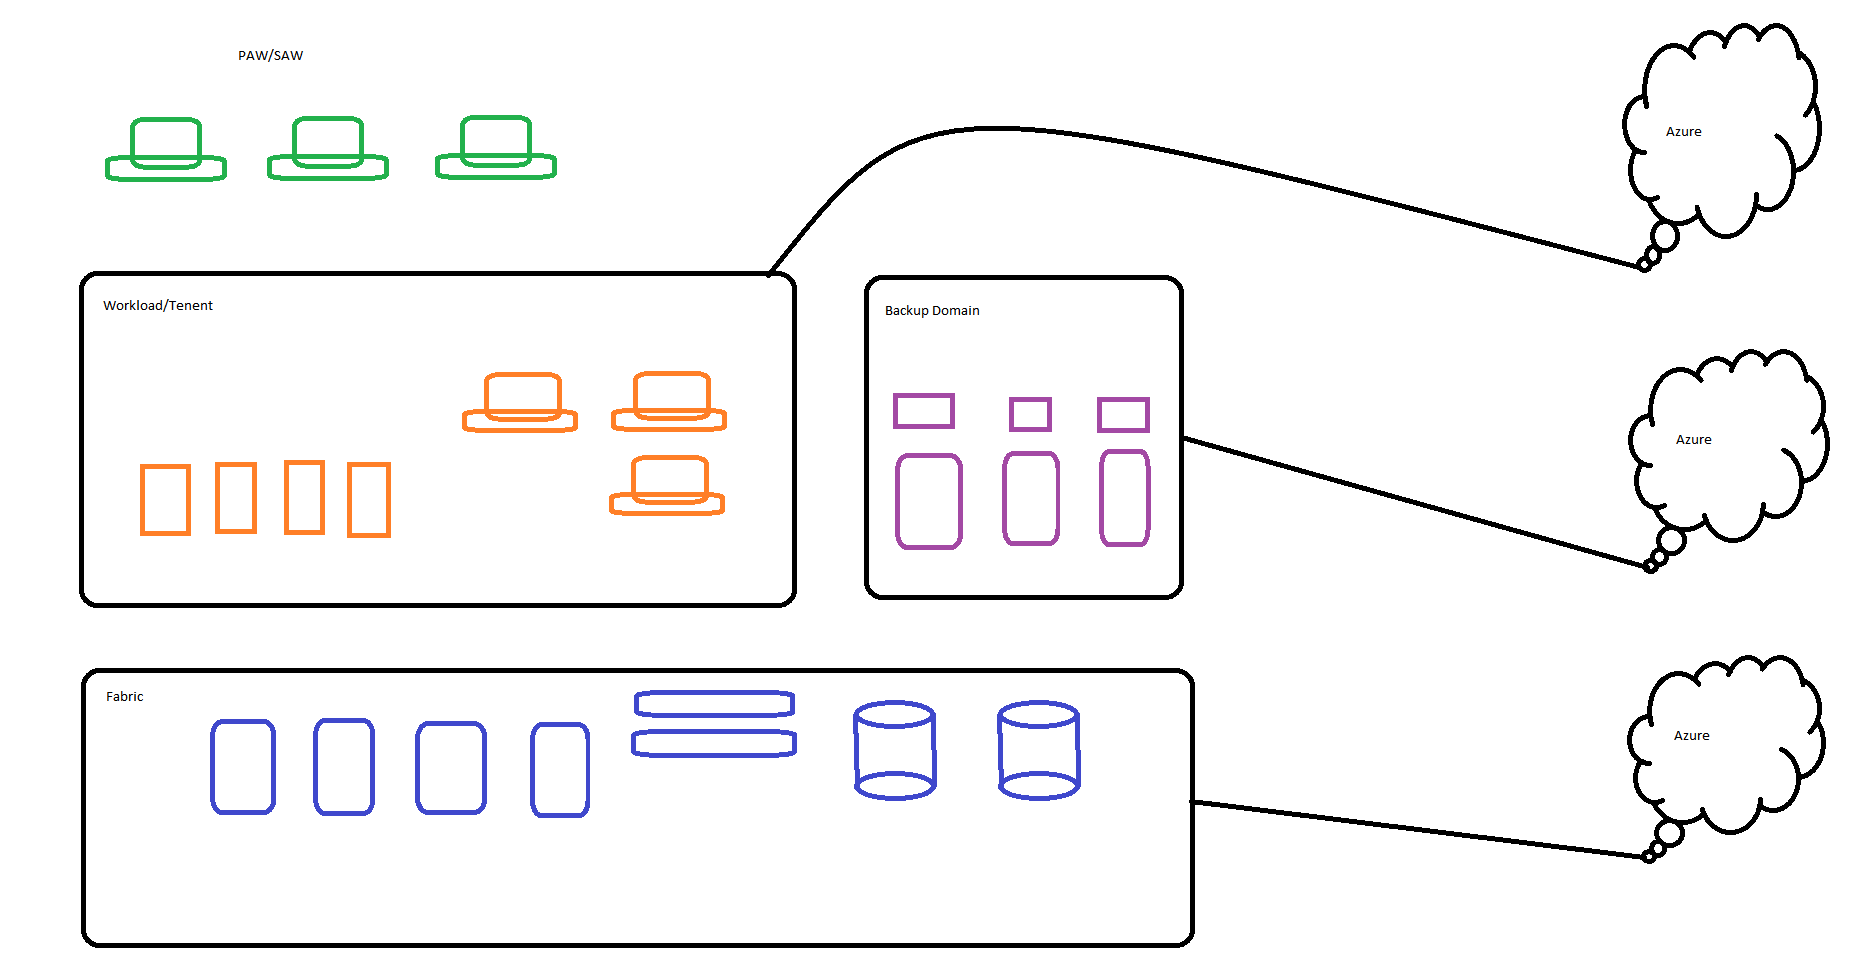 PAW/SAW
Azure
Workload/Tenent
Backup Domain
Azure
Fabric
Azure